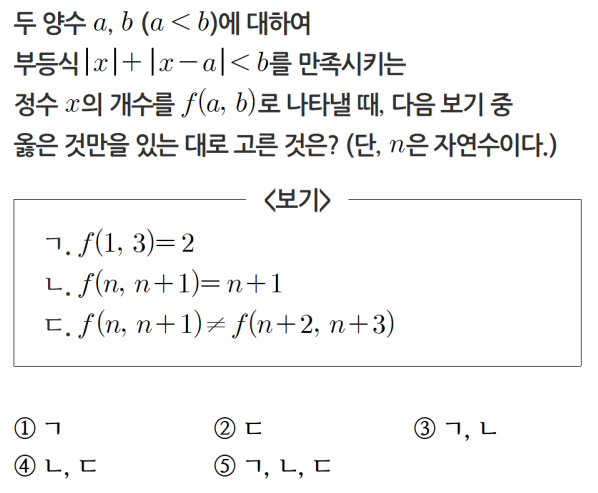 두 양수 a, b (a < b)에 대하여
부등식 |x|+|x−a|<b를 만족시키는
정수 x의 개수를 f(a, b)로 나타낼 때, 다음 보기 중
옳은 것만을 있는 대로 고른 것은? (단, n은 자연수이다.)
<보기>
ㄱ. f(1, 3)=2
ㄴ. f(n, n+1)=n+1
ㄷ. f(n, n+1)≠f(n+2, n+3)
① ㄱ ② ㄷ ③ ㄱ, ㄴ
④ ㄴ, ㄷ ⑤ ㄱ, ㄴ, ㄷ